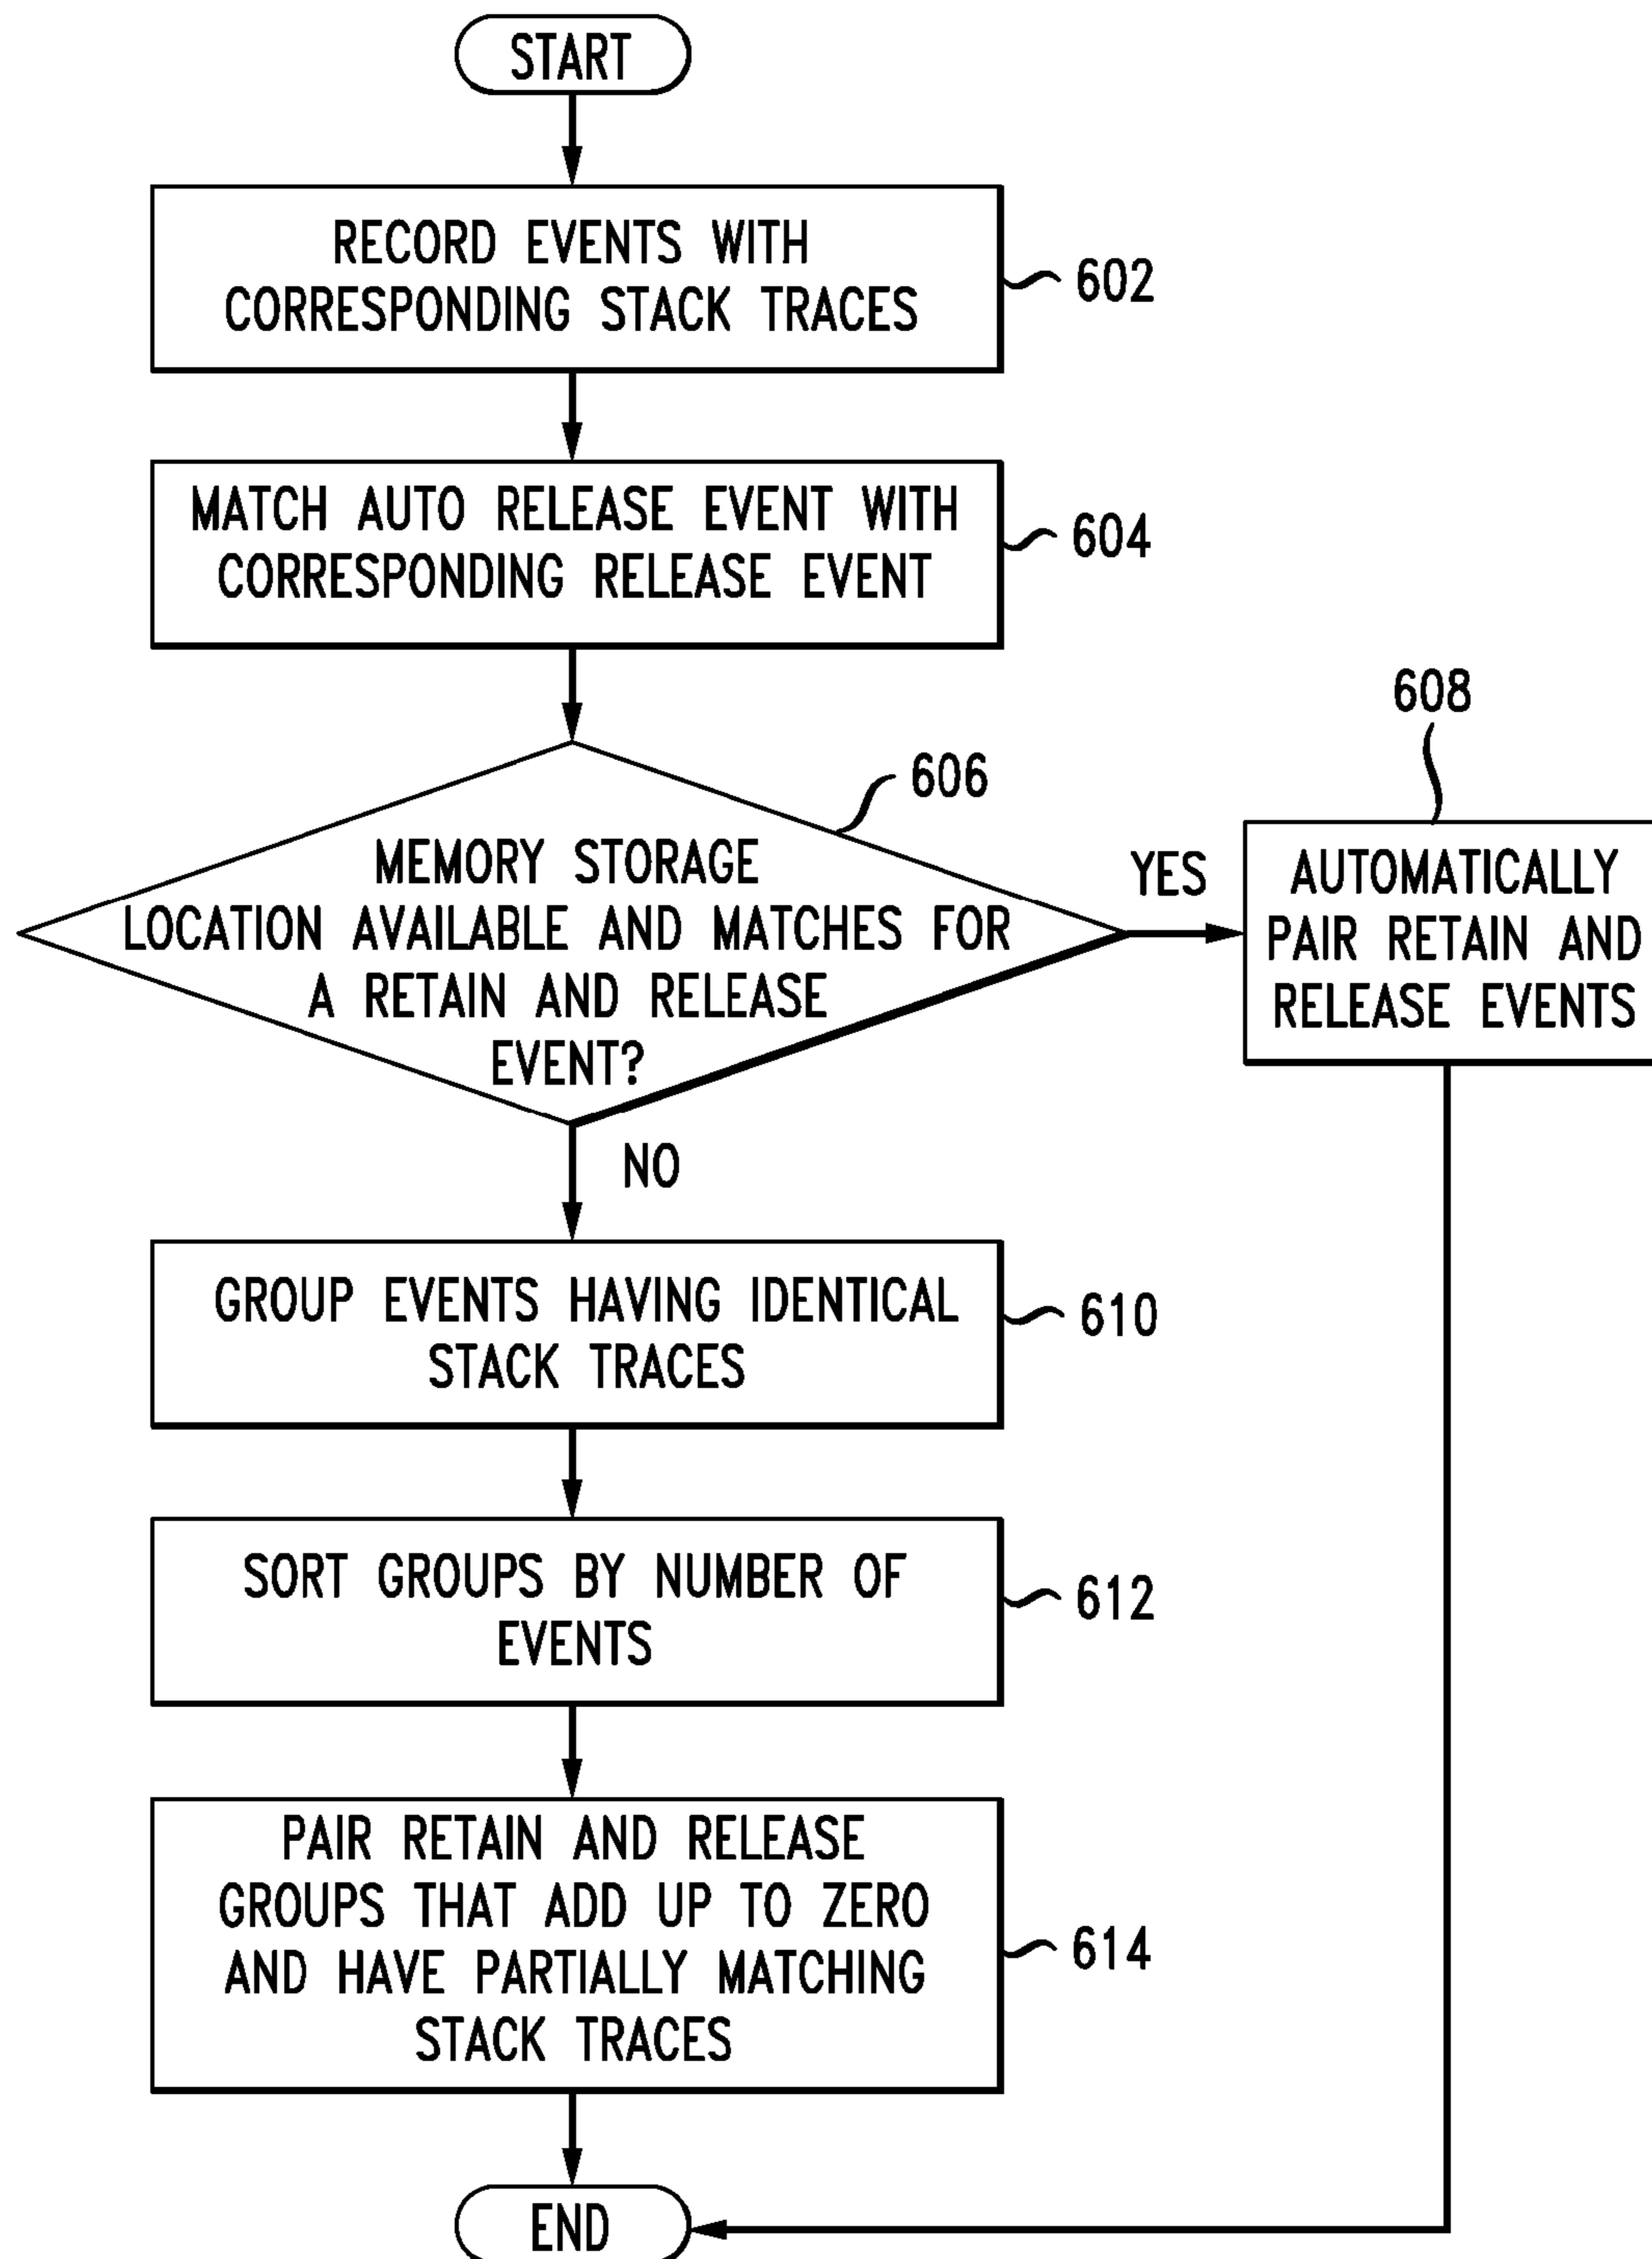 START
RECORD EVENTS WITH
CORRESPONDING STACK TRACES
602
MATCH AUTO RELEASE EVENT WITH
CORRESPONDING RELEASE EVENT
604
606
MEMORY STORAGE
LOCATION AVAILABLE AND MATCHES FOR
A RETAIN AND RELEASE
EVENT?
YES
608
AUTOMATICALLY
PAIR RETAIN AND
RELEASE EVENTS
NO
GROUP EVENTS HAVING IDENTICAL
STACK TRACES
610
SORT GROUPS BY NUMBER OF
EVENTS
612
PAIR RETAIN AND RELEASE
GROUPS THAT ADD UP TO ZERO
AND HAVE PARTIALLY MATCHING
STACK TRACES
614
END